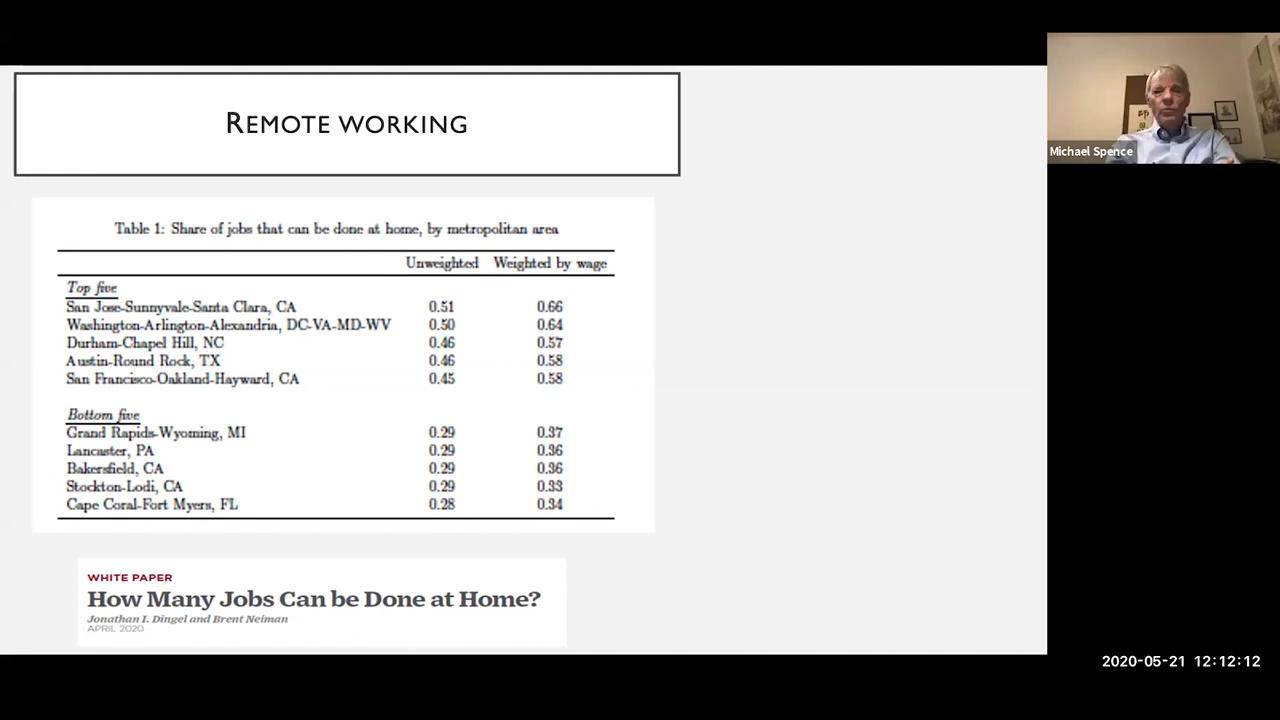 REMOTE WORKING
Michael Spence
Table 1: Share of jobs that can be done at home, by metropolitan area
Unweighted Weighted by wage
Top five
San Jose-Sunnyvale-Santa Clara, CA 0.51 0.66
Washington-Arlington-Alexandria, DC-VA-MD-WV 0.50 0.64
Durham-Chapel Hill, NC 0.46 0.57
Austin-Round Rock, TX 0.46 0.58
San Francisco-Oakland-Hayward, CA 0.45 0.58
Bottom five
Grand Rapids-Wyoming, MI 0.29 0.37
Lancaster, PA 0.29 0.36
Bakersfield, CA 0.29 0.36
Stockton-Lodi, CA 0.29 0.33
Cape Coral-Fort Myers, FL 0.28 0.34
WHITE PAPER
How Many Jobs Can be Done at Home?
Jonathan I. Dingel and Brent Neiman
APRIL 2020
2020-05-21 12:12:12